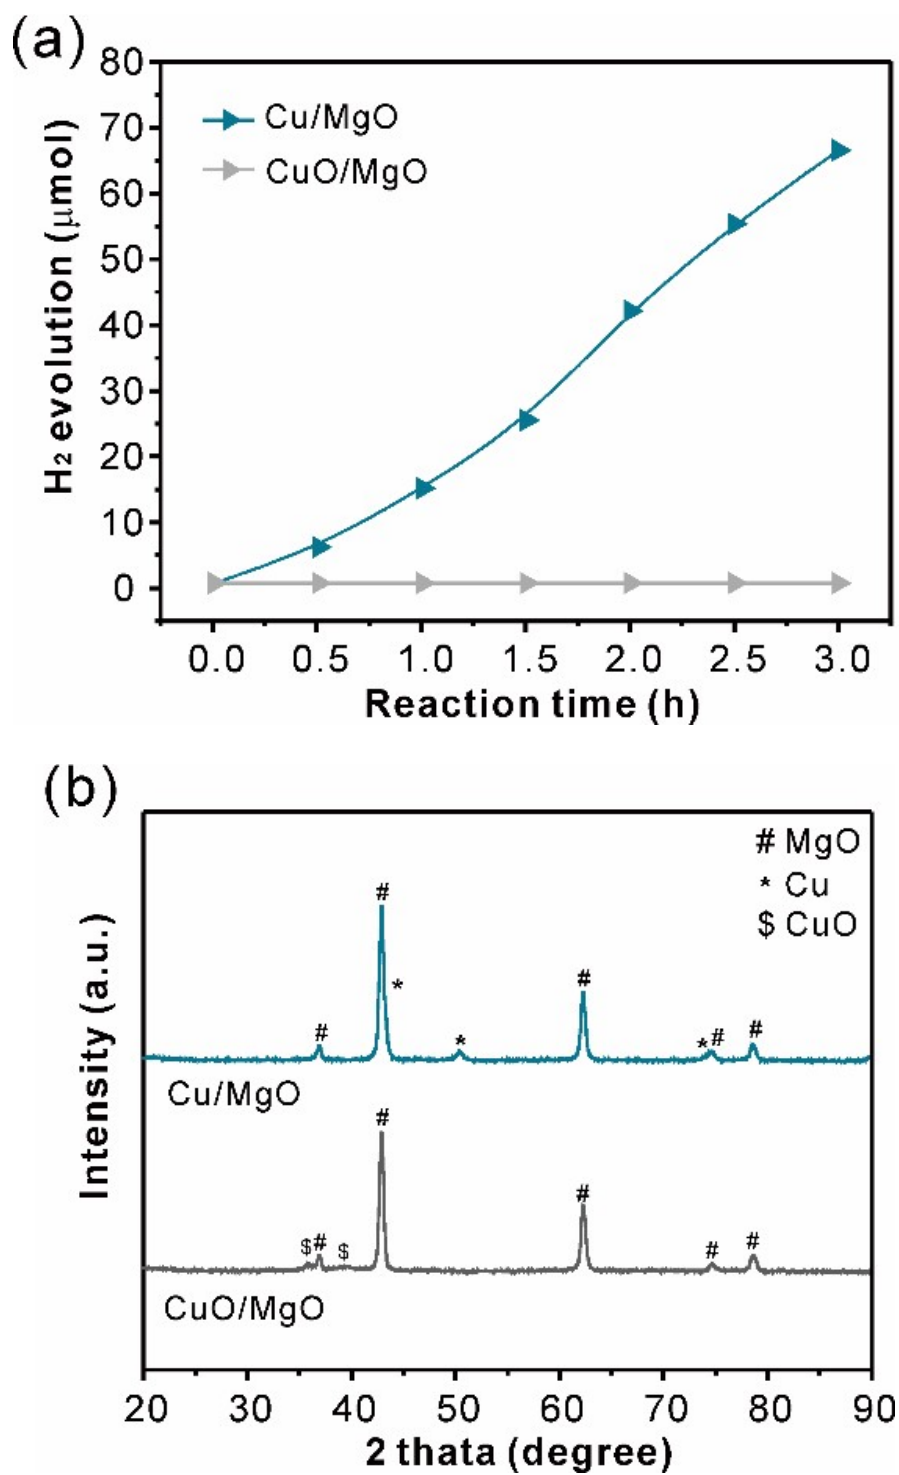 (a)
80
70
60
50
40
30
20
10
0
H₂ evolution (μmol)
Cu/MgO
CuO/MgO
0.0 0.5 1.0 1.5 2.0 2.5 3.0
Reaction time (h)
(b)
Intensity (a.u.)
# MgO
* Cu
$ CuO
# # * * # # #
Cu/MgO
$ # $ # # # #
CuO/MgO
20 30 40 50 60 70 80 90
2 thata (degree)